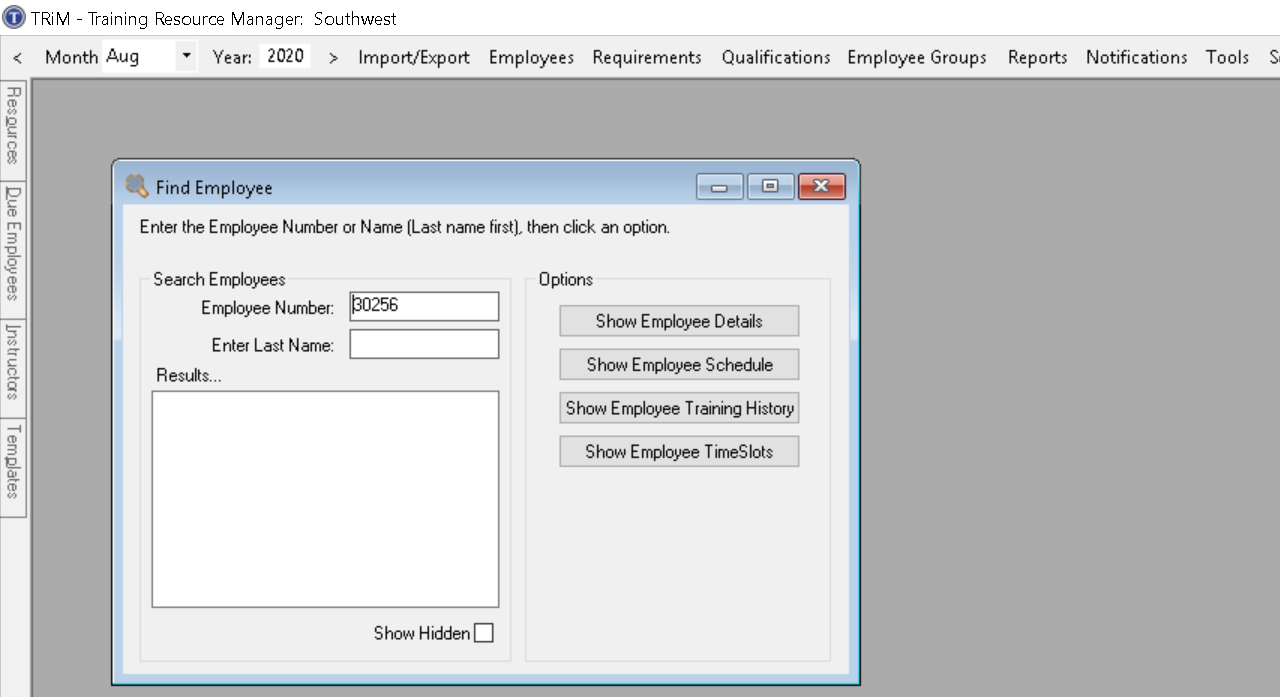 TRiM - Training Resource Manager: Southwest
< Month Aug Year: 2020 > Import/Export Employees Requirements Qualifications Employee Groups Reports Notifications Tools
Resources
Due Employees
Instructors
Templates
Find Employee
Enter the Employee Number or Name (Last name first), then click an option.
Search Employees
Employee Number: 30256
Enter Last Name:
Results...
Show Hidden
Options
Show Employee Details
Show Employee Schedule
Show Employee Training History
Show Employee TimeSlots